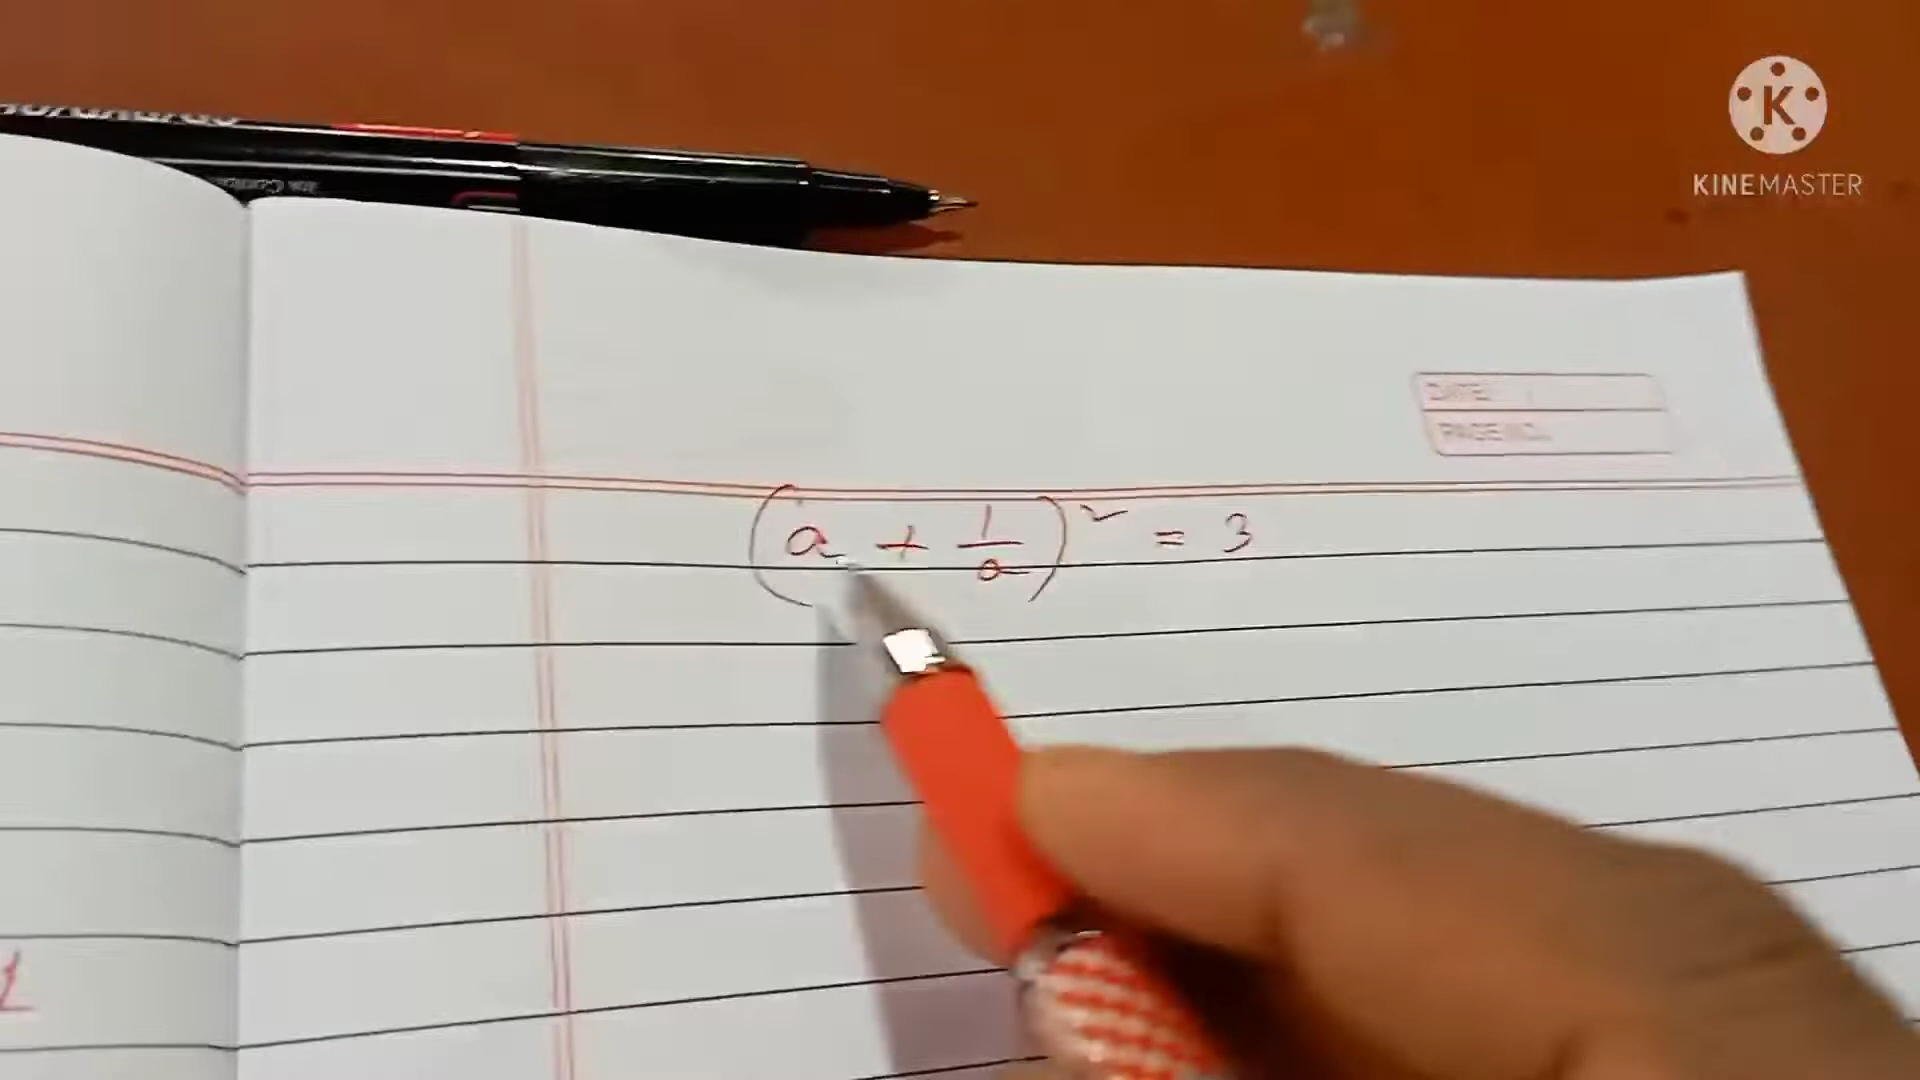 KINEMASTER
DATE: /
PAGE NO.
(a + 1/a)² = 3